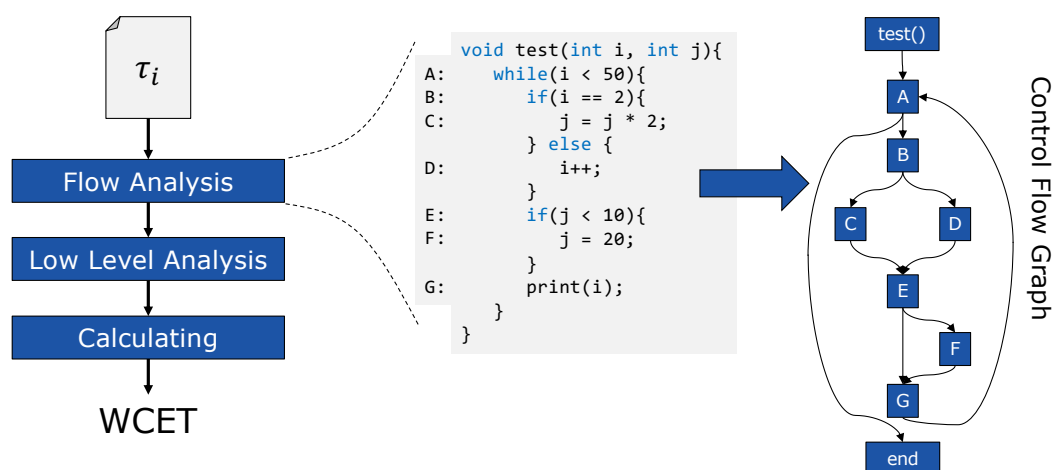 τᵢ
Flow Analysis
Low Level Analysis
Calculating
WCET
void test(int i, int j){
A: while(i < 50){
B: if(i == 2){
C: j = j * 2;
} else {
D: i++;
}
E: if(j < 10){
F: j = 20;
}
G: print(i);
}
}
test()
A
B
C D
E
F
G
end
Control Flow Graph